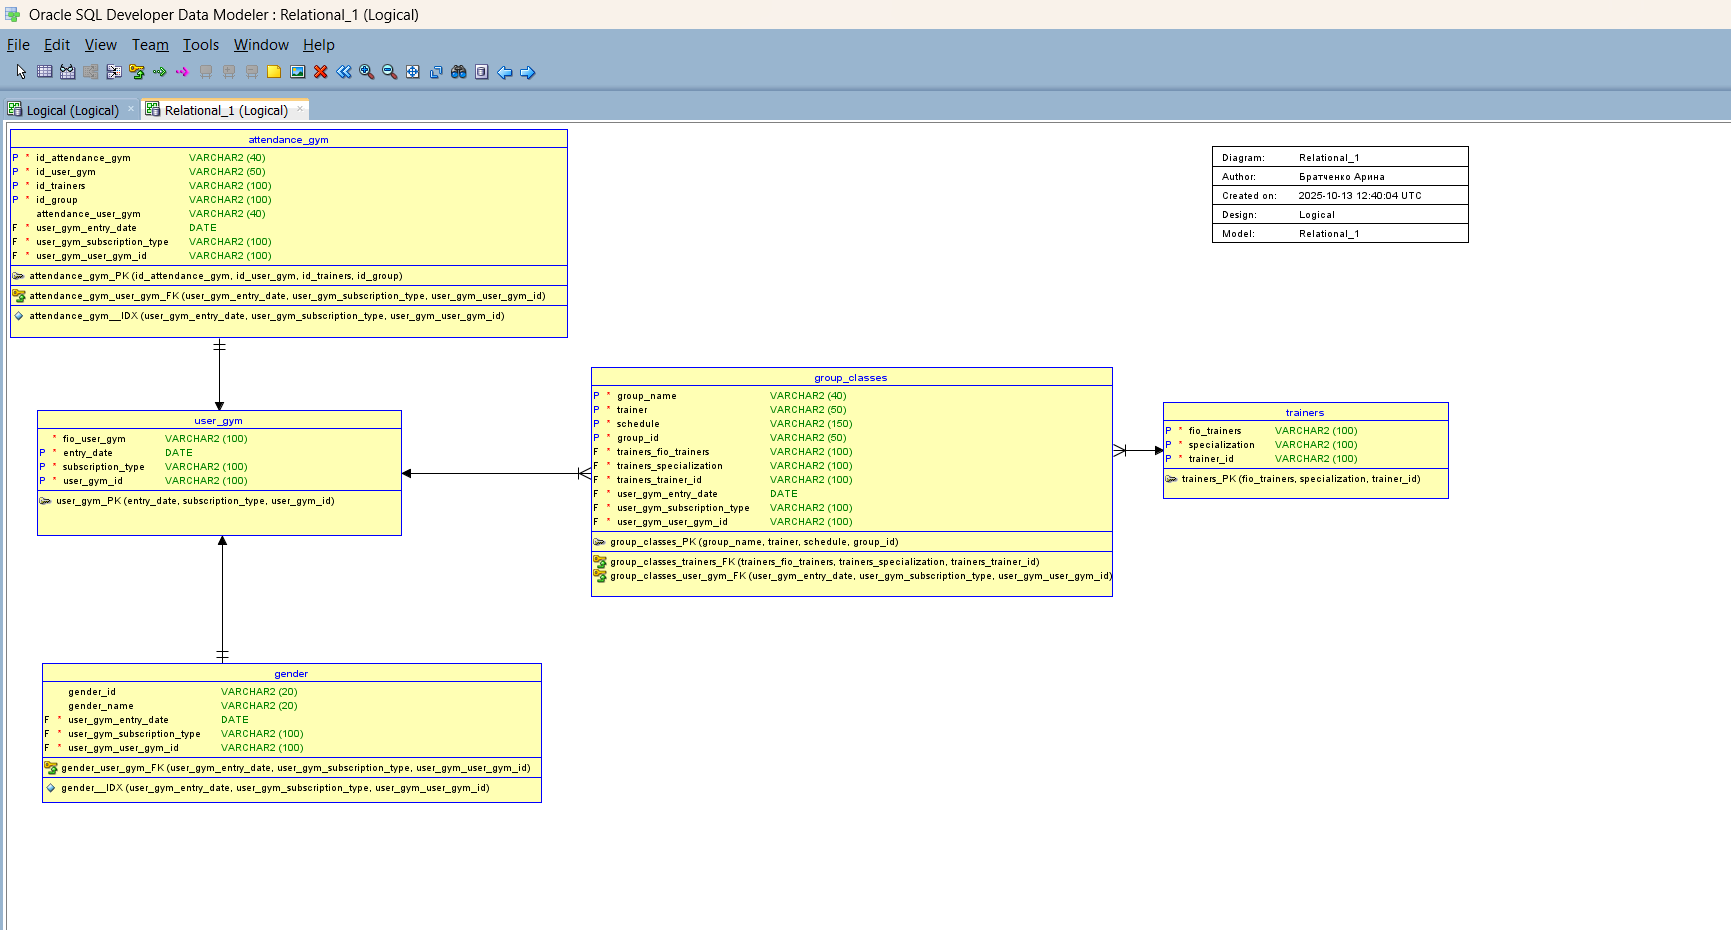 Oracle SQL Developer Data Modeler : Relational_1 (Logical)
File Edit View Team Tools Window Help
Logical (Logical) × Relational_1 (Logical) ×
attendance_gym
P * id_attendance_gym VARCHAR2 (40)
P * id_user_gym VARCHAR2 (50)
P * id_trainers VARCHAR2 (100)
P * id_group VARCHAR2 (100)
attendance_user_gym VARCHAR2 (40)
F * user_gym_entry_date DATE
F * user_gym_subscription_type VARCHAR2 (100)
F * user_gym_user_gym_id VARCHAR2 (100)
attendance_gym_PK (id_attendance_gym, id_user_gym, id_trainers, id_group)
attendance_gym_user_gym_FK (user_gym_entry_date, user_gym_subscription_type, user_gym_user_gym_id)
attendance_gym__IDX (user_gym_entry_date, user_gym_subscription_type, user_gym_user_gym_id)
Diagram: Relational_1
Author: Братченко Арина
Created on: 2025-10-13 12:40:04 UTC
Design: Logical
Model: Relational_1
user_gym
* fio_user_gym VARCHAR2 (100)
P * entry_date DATE
P * subscription_type VARCHAR2 (100)
P * user_gym_id VARCHAR2 (100)
user_gym_PK (entry_date, subscription_type, user_gym_id)
group_classes
P * group_name VARCHAR2 (40)
P * trainer VARCHAR2 (50)
P * schedule VARCHAR2 (150)
P * group_id VARCHAR2 (50)
F * trainers_fio_trainers VARCHAR2 (100)
F * trainers_specialization VARCHAR2 (100)
F * trainers_trainer_id VARCHAR2 (100)
F * user_gym_entry_date DATE
F * user_gym_subscription_type VARCHAR2 (100)
F * user_gym_user_gym_id VARCHAR2 (100)
group_classes_PK (group_name, trainer, schedule, group_id)
group_classes_trainers_FK (trainers_fio_trainers, trainers_specialization, trainers_trainer_id)
group_classes_user_gym_FK (user_gym_entry_date, user_gym_subscription_type, user_gym_user_gym_id)
trainers
P * fio_trainers VARCHAR2 (100)
P * specialization VARCHAR2 (100)
P * trainer_id VARCHAR2 (100)
trainers_PK (fio_trainers, specialization, trainer_id)
gender
gender_id VARCHAR2 (20)
gender_name VARCHAR2 (20)
F * user_gym_entry_date DATE
F * user_gym_subscription_type VARCHAR2 (100)
F * user_gym_user_gym_id VARCHAR2 (100)
gender_user_gym_FK (user_gym_entry_date, user_gym_subscription_type, user_gym_user_gym_id)
gender__IDX (user_gym_entry_date, user_gym_subscription_type, user_gym_user_gym_id)